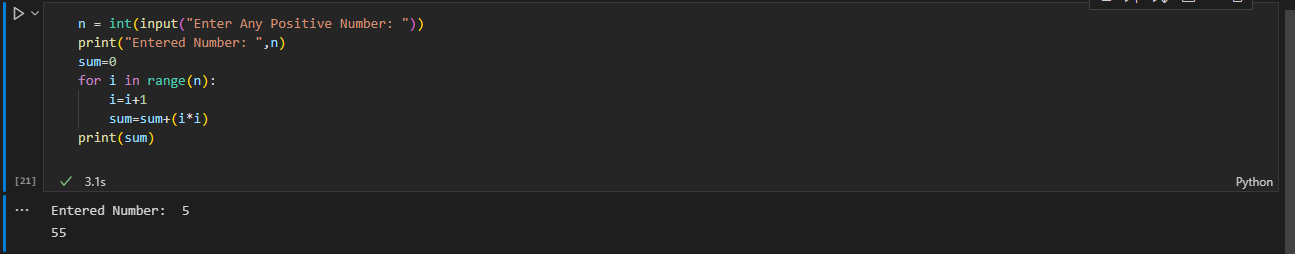 n = int(input("Enter Any Positive Number: "))
print("Entered Number: ",n)
sum=0
for i in range(n):
    i=i+1
    sum=sum+(i*i)
print(sum)
[21]
3.1s
Python
Entered Number:  5
55